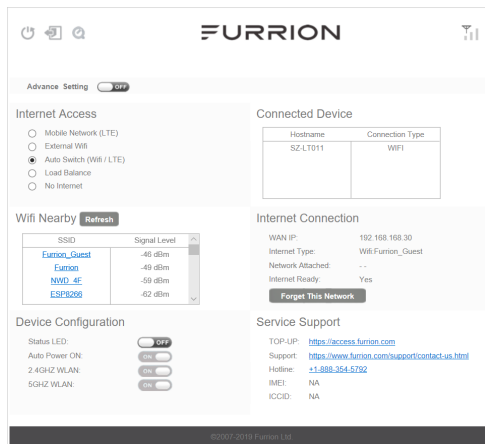 FURRION
Advance Setting OFF
Internet Access
Mobile Network (LTE)
External Wifi
Auto Switch (Wifi / LTE)
Load Balance
No Internet
Connected Device
Hostname Connection Type
SZ-LT011 WIFI
Wifi Nearby Refresh
SSID Signal Level
Furrion_Guest -46 dBm
Furrion -49 dBm
NWD_4F -59 dBm
ESP8266 -62 dBm
Internet Connection
WAN IP: 192.168.168.30
Internet Type: Wifi:Furrion_Guest
Network Attached: - -
Internet Ready: Yes
Forget This Network
Device Configuration
Status LED: OFF
Auto Power ON: ON
2.4GHZ WLAN: ON
5GHZ WLAN: ON
Service Support
TOP-UP: https://access.furrion.com
Support: https://www.furrion.com/support/contact-us.html
Hotline: +1-888-354-5792
IMEI: NA
ICCID: NA
©2007-2019 Furrion Ltd.